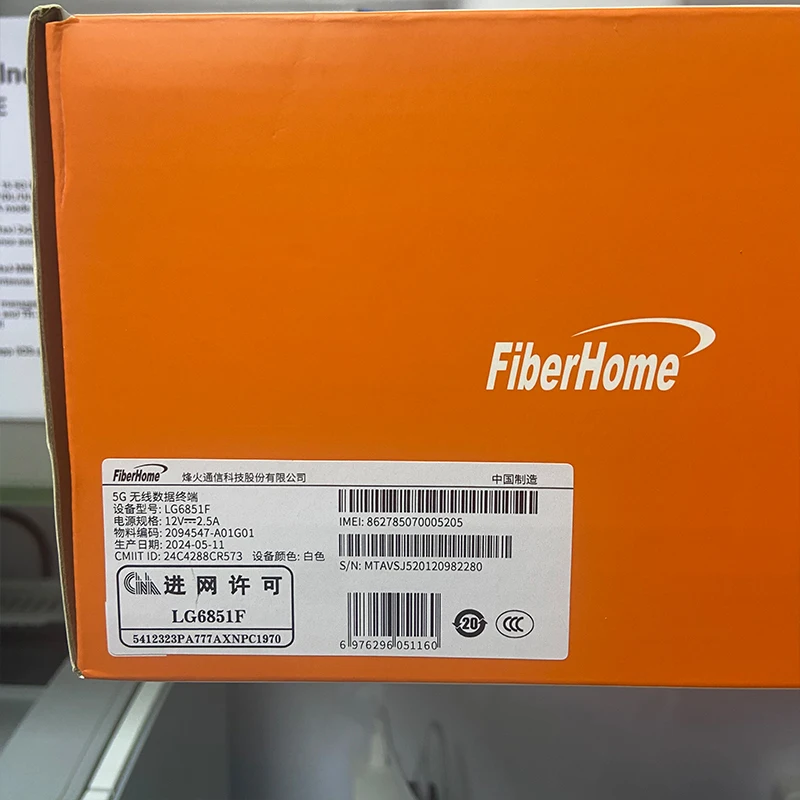 FiberHome
FiberHome 烽火通信科技股份有限公司 中国制造
5G 无线数据终端
设备型号: LG6851F
电源规格: 12V⎓2.5A
物料编码: 2094547-A01G01
生产日期: 2024-05-11
CMIIT ID: 24C4288CR573 设备颜色: 白色
IMEI: 862785070005205
S/N: MTAVSJ520120982280
进网许可
LG6851F
5412323PA777AXNPC1970
6 976296 051160
20
CCC